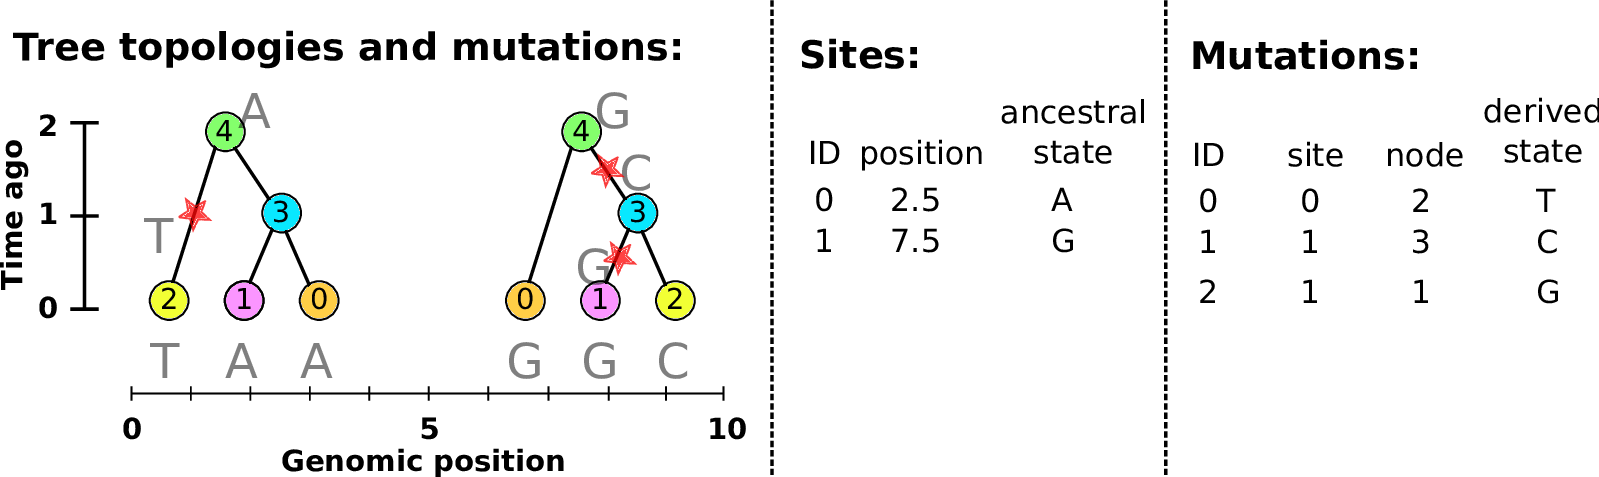 Tree topologies and mutations:
A
G
2
4
4
C
Time ago
1
3
3
T
G
0
2
1
0
0
1
2
T A A
G G C
0 5 10
Genomic position
Sites:
ancestral
ID position state
0 2.5 A
1 7.5 G
Mutations:
derived
ID site node state
0 0 2 T
1 1 3 C
2 1 1 G